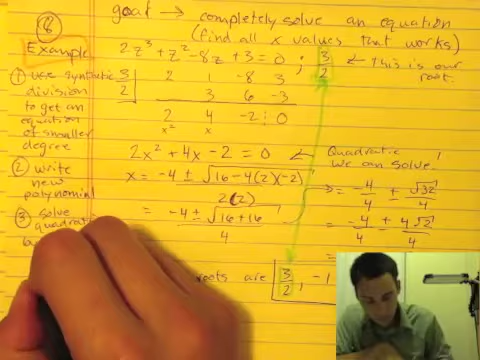 ⑧ goal → completely solve an equation
(find all x values that works)
Example
2z³ + z² - 8z + 3 = 0 ; 3/2 ← This is our root.
① use synthetic
division
to get an
equation
of smaller
degree
3/2 | 2 1 -8 3
3 6 -3
2 4 -2 ⋮ 0
x² x
2x² + 4x - 2 = 0 ← Quadratic
we can solve!
② write
new
polynomial
x = -4 ± √16 - 4(2)(-2)
2(2)
= -4 ± √16+16
4
→ = -4/4 ± √32/4
= -4/4 ± 4√2/4
=
③ solve
quadratic
roots are 3/2, -1